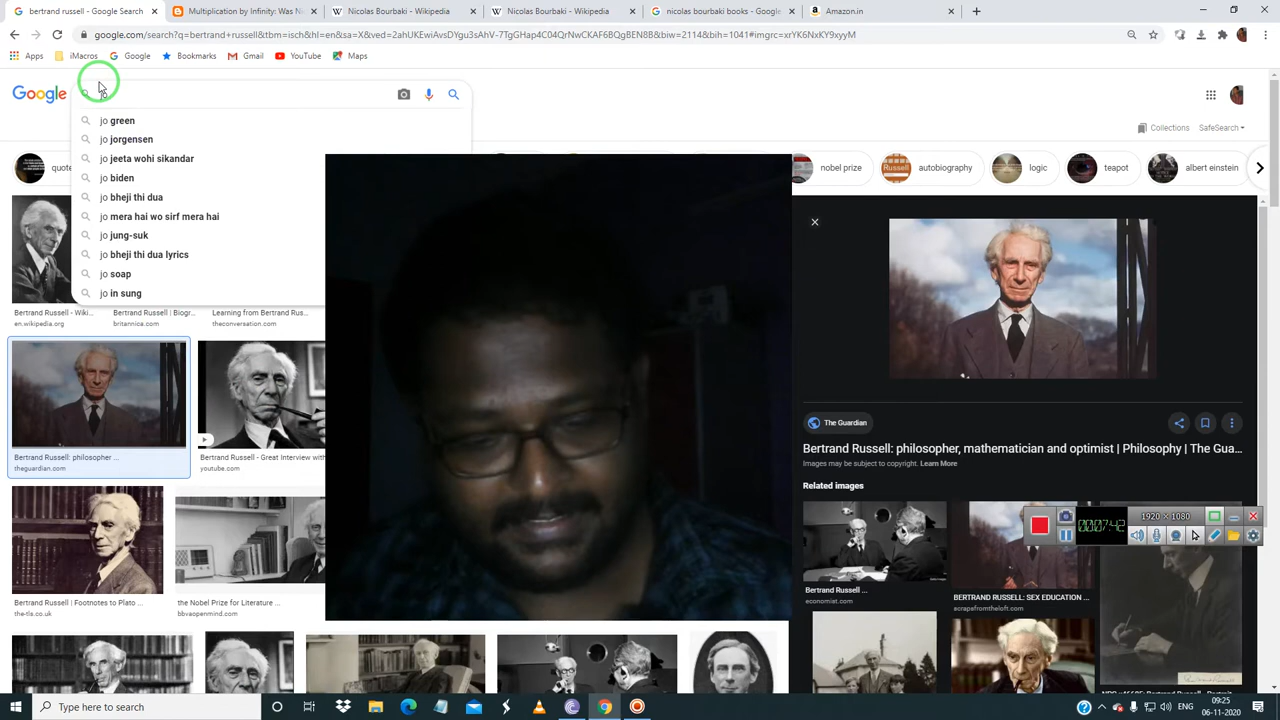 bertrand russell - Google Search
Multiplication by Infinity: Jos No
Nicolas Bourbaki - Wikipedia
Nicolas Bourbaki - Wikipedia
nicolas bourbaki books - Google
Amazon.in
google.com/search?q=bertrand+russell&tbm=isch&hl=en&sa=X&ved=2ahUKEwiAvsDYgu3sAhV-7TgGHap4C04QrNwCKAF6BQgBEN8B&biw=2114&bih=1041#imgrc=xrYK6NxKY9xyyM
Apps
iMacros
Google
Bookmarks
Gmail
YouTube
Maps
Google
jo
jo green
jo jorgensen
jo jeeta wohi sikandar
jo biden
jo bheji thi dua
jo mera hai wo sirf mera hai
jo jung-suk
jo bheji thi dua lyrics
jo soap
jo in sung
Collections
SafeSearch
quote
nobel prize
autobiography
logic
teapot
albert einstein
Bertrand Russell - Wiki...
en.wikipedia.org
Bertrand Russell | Biogr...
britannica.com
Learning from Bertrand Rus...
theconversation.com
Bertrand Russell: philosopher ...
theguardian.com
Bertrand Russell - Great Interview with
youtube.com
Bertrand Russell | Footnotes to Plato ...
the-tls.co.uk
the Nobel Prize for Literature ...
bbvaopenmind.com
The Guardian
Bertrand Russell: philosopher, mathematician and optimist | Philosophy | The Gua...
Images may be subject to copyright. Learn More
Related images
1920 × 1080
00:07:42
Bertrand Russell ...
economist.com
BERTRAND RUSSELL: SEX EDUCATION ...
scrapsfromtheloft.com
Type here to search
ENG
09:25
06-11-2020